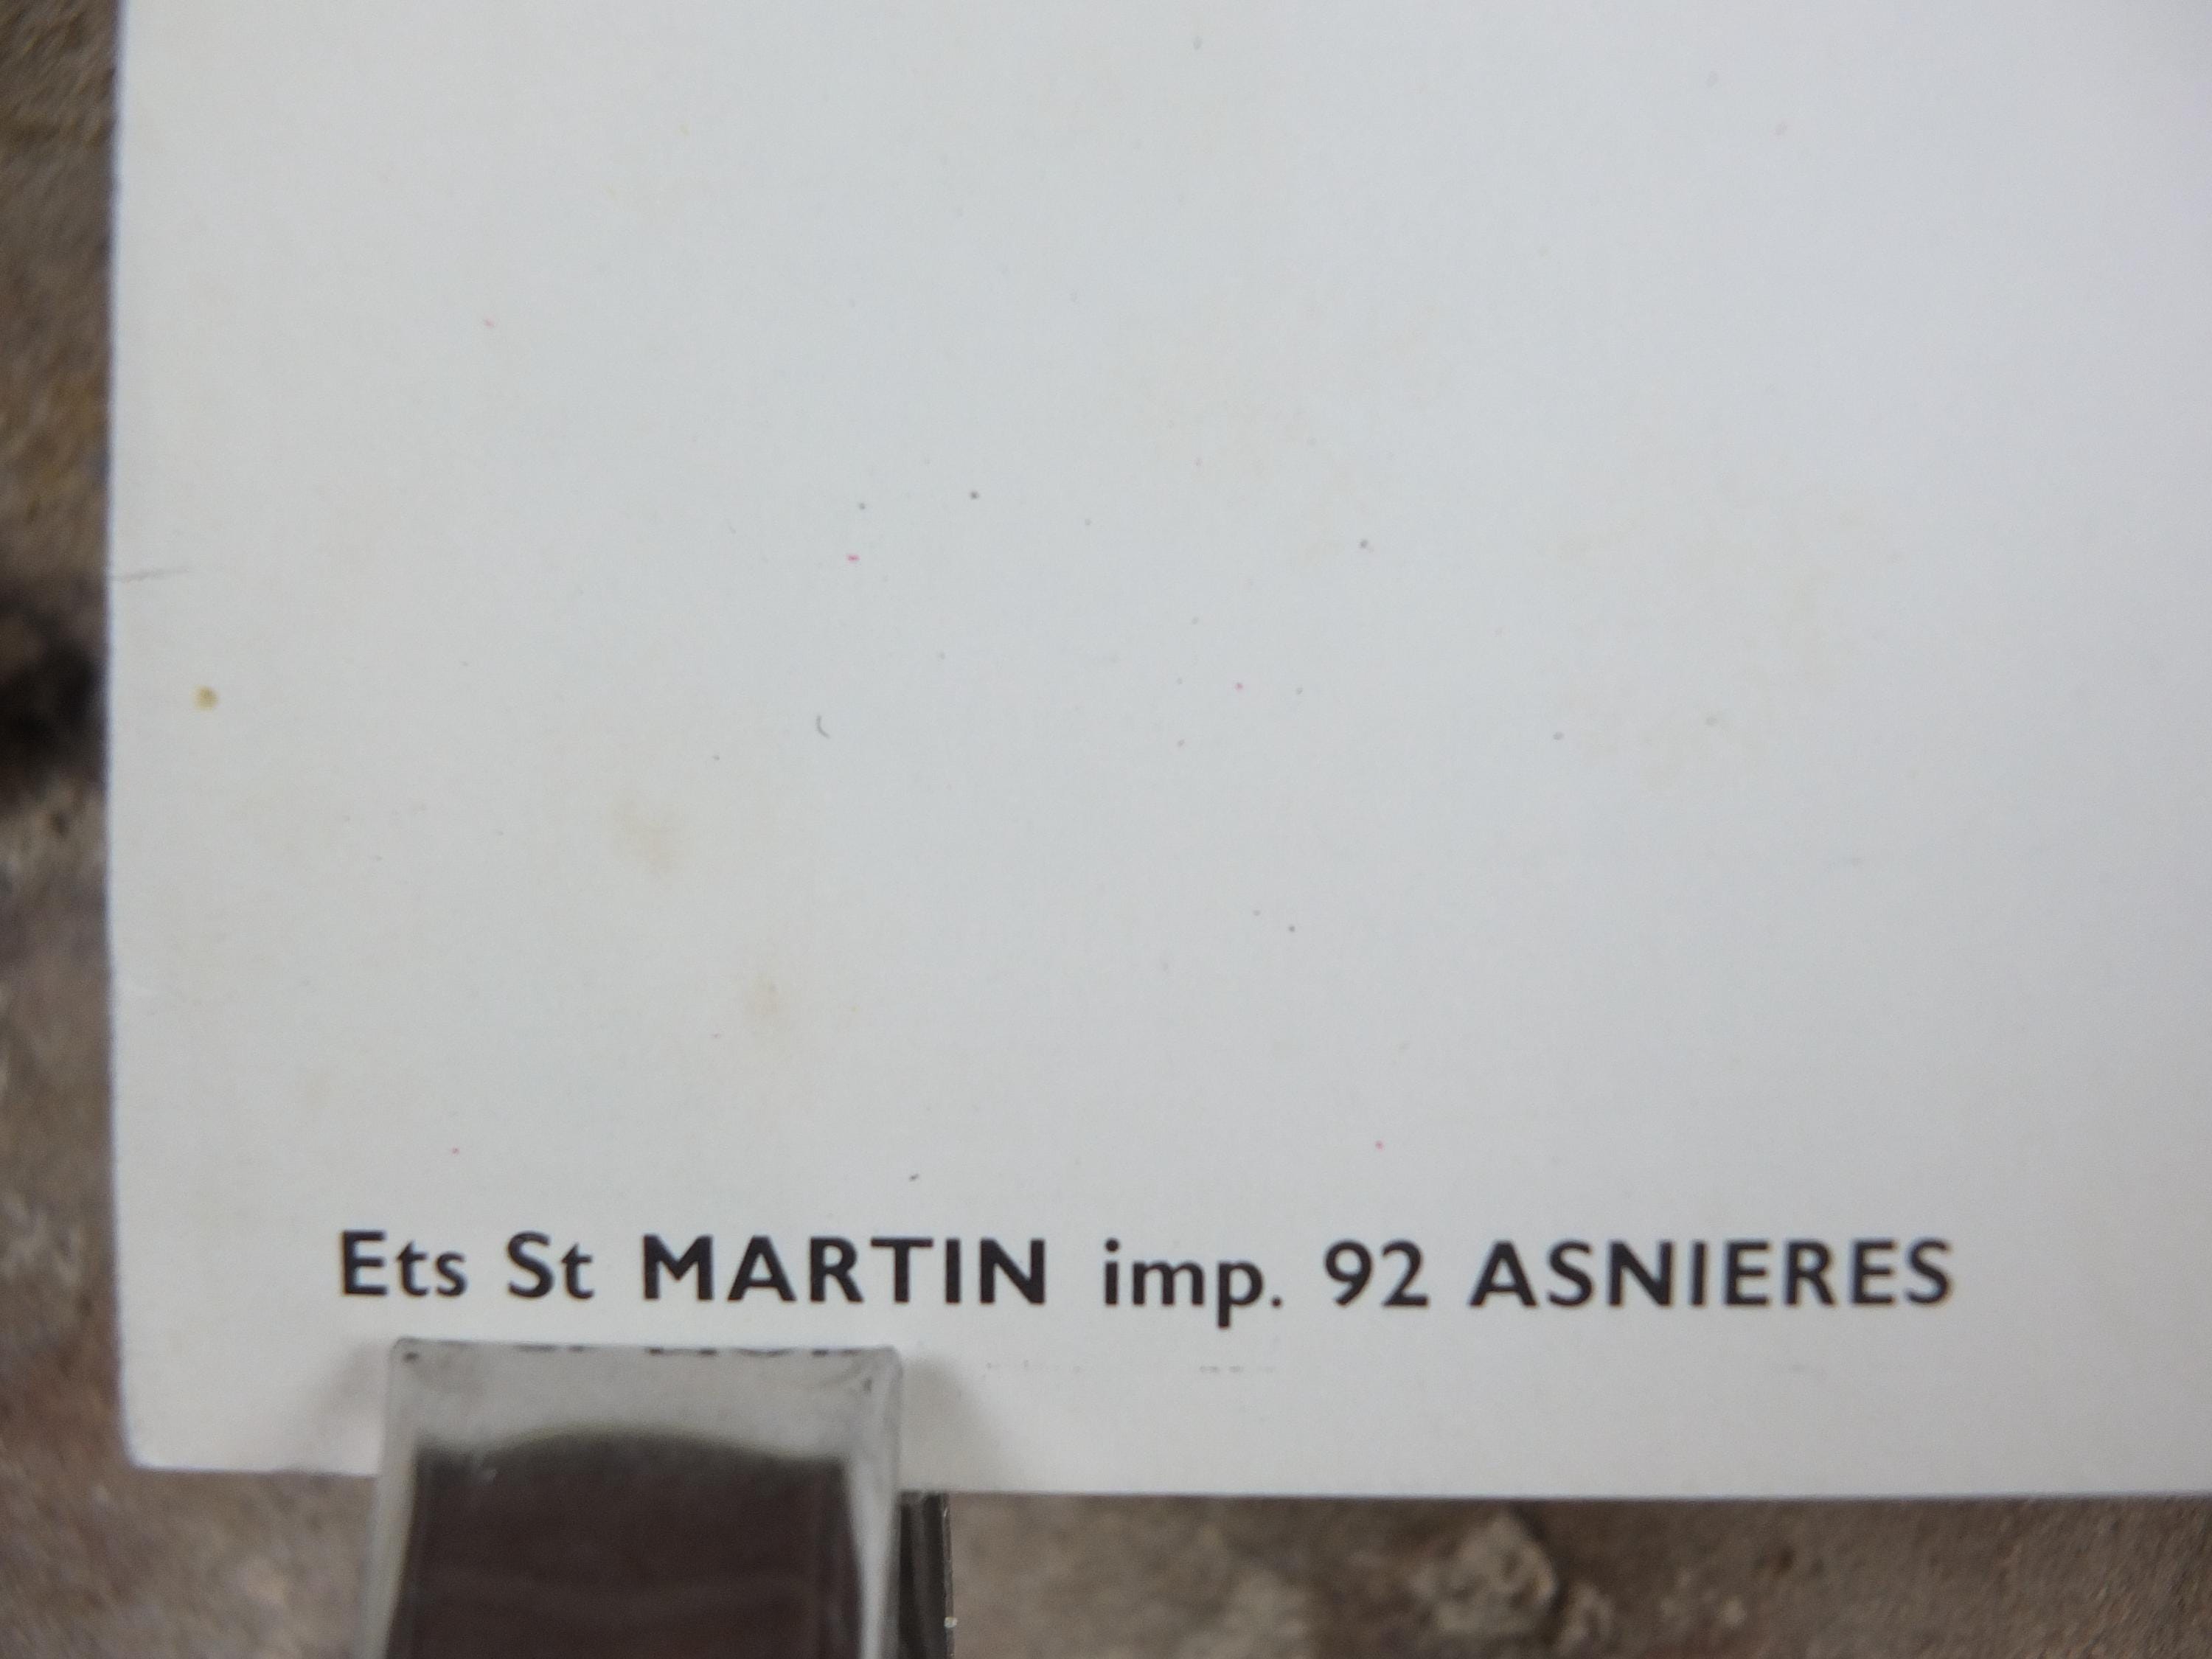 Ets St MARTIN imp. 92 ASNIERES